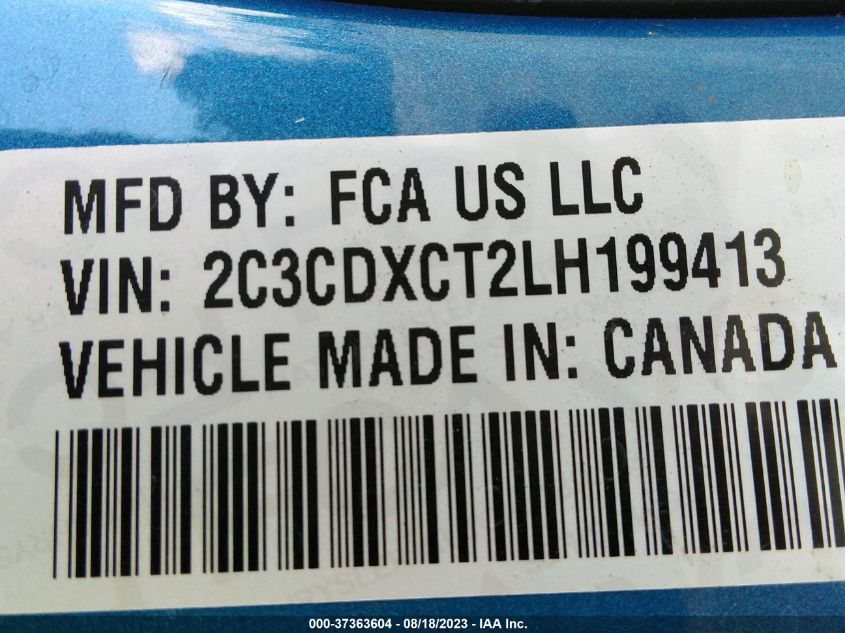 MFD BY: FCA US LLC
VIN: 2C3CDXCT2LH199413
VEHICLE MADE IN: CANADA
000-37363604 - 08/18/2023 - IAA Inc.